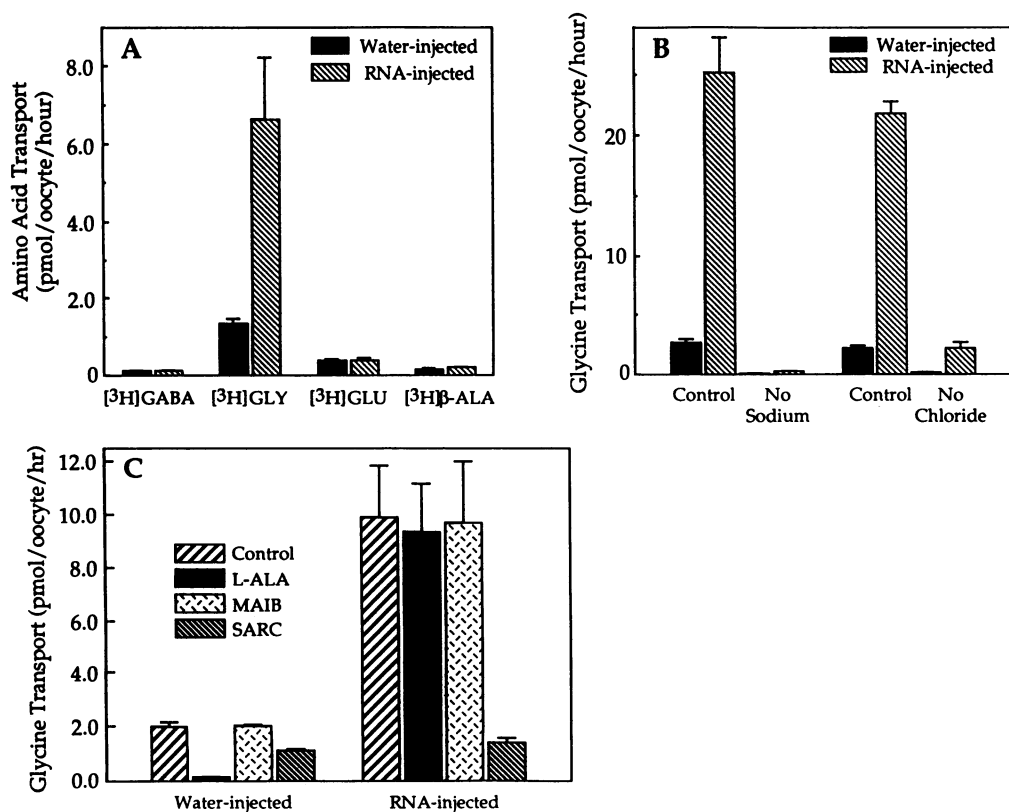 A
Water-injected
RNA-injected
Amino Acid Transport
(pmol/oocyte/hour)
8.0
6.0
4.0
2.0
0
[³H]GABA [³H]GLY [³H]GLU [³H]β-ALA
B
Water-injected
RNA-injected
Glycine Transport (pmol/oocyte/hour)
20
10
0
Control No Sodium Control No Chloride
C
Control
L-ALA
MAIB
SARC
Glycine Transport (pmol/oocyte/hr)
12.0
10.0
8.0
6.0
4.0
2.0
0.0
Water-injected RNA-injected